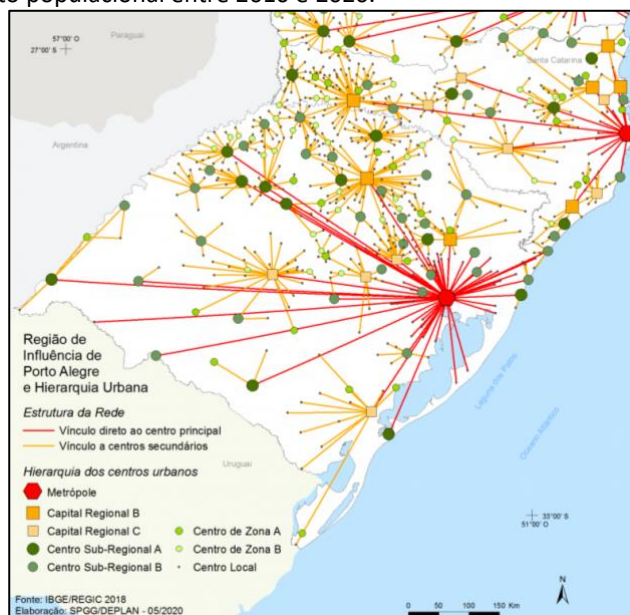 to populacional entre 2010 e 2020.
57°00' O
27°00' S
Paraguai
Santa Catarina
Argentina
Lagoa dos Patos
Oceano Atlântico
Uruguai
33°00' S
51°00' O
Região de
Influência de
Porto Alegre
e Hierarquia Urbana
Estrutura da Rede
Vínculo direto ao centro principal
Vínculo a centros secundários
Hierarquia dos centros urbanos
Metrópole
Capital Regional B
Capital Regional C
Centro Sub-Regional A
Centro Sub-Regional B
Centro de Zona A
Centro de Zona B
Centro Local
Fonte: IBGE/REGIC 2018
Elaboração: SPGG/DEPLAN - 05/2020
N
0 50 100 150 Km